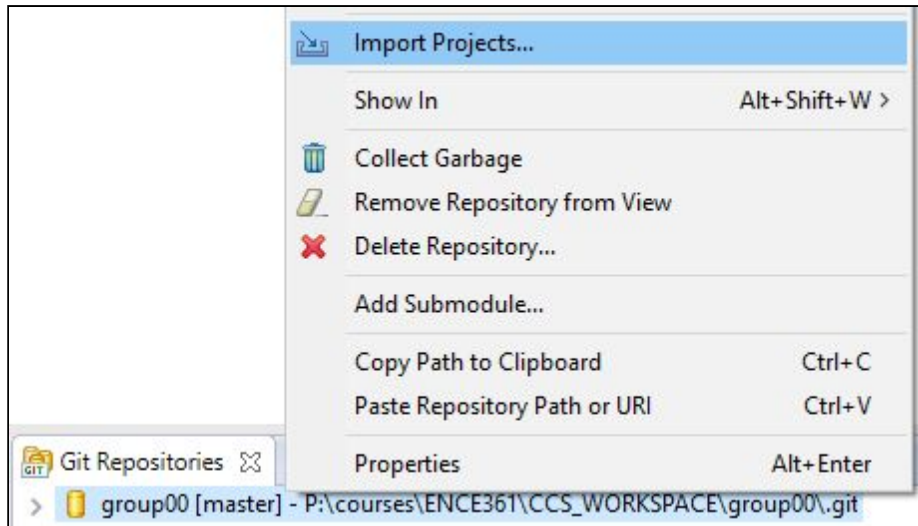 Import Projects...
Show In Alt+Shift+W >
Collect Garbage
Remove Repository from View
Delete Repository...
Add Submodule...
Copy Path to Clipboard Ctrl+C
Paste Repository Path or URI Ctrl+V
Properties Alt+Enter
GIT Git Repositories
group00 [master] - P:\courses\ENCE361\CCS_WORKSPACE\group00\.git